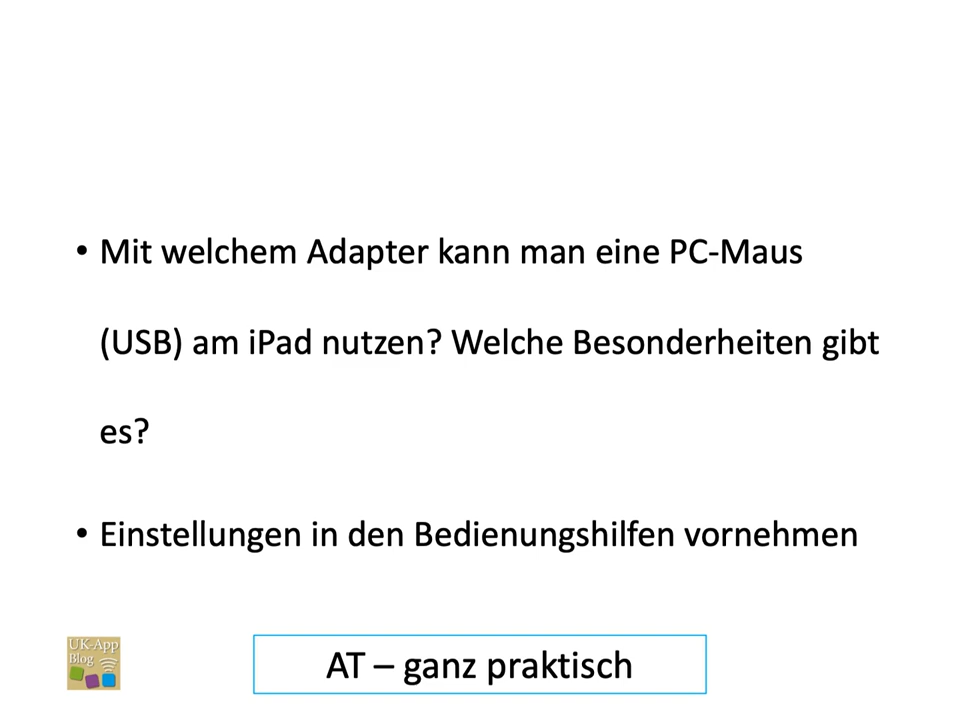 • Mit welchem Adapter kann man eine PC-Maus
(USB) am iPad nutzen? Welche Besonderheiten gibt
es?
• Einstellungen in den Bedienungshilfen vornehmen
UK-App
Blog
AT – ganz praktisch